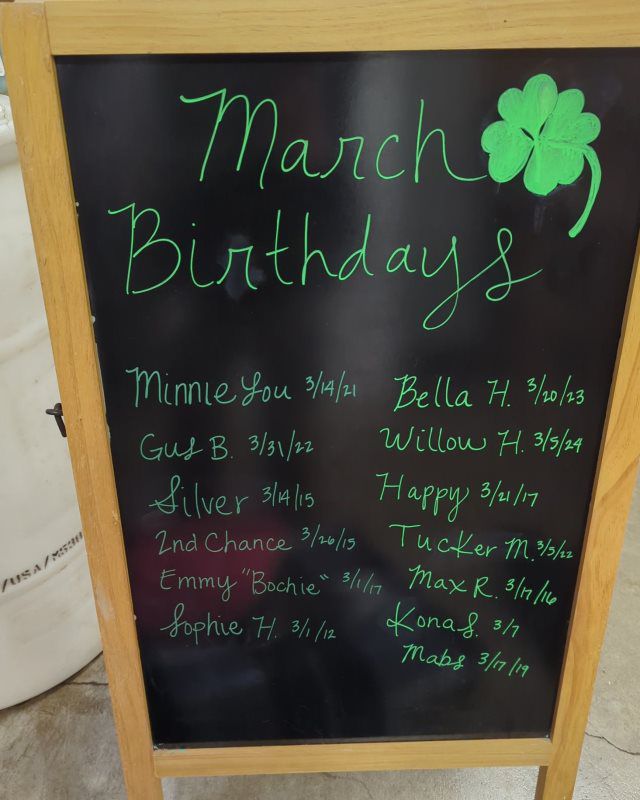 March
Birthdays
Minnie Lou 3/14/21
Gus B. 3/31/22
Silver 3/14/15
2nd Chance 3/26/15
Emmy "Bochie" 3/1/17
Sophie H. 3/1/12
Bella H. 3/20/23
Willow H. 3/5/24
Happy 3/21/17
Tucker M. 3/5/22
Max R. 3/17/16
Kona S. 3/7
Mabs 3/17/19
/USA/